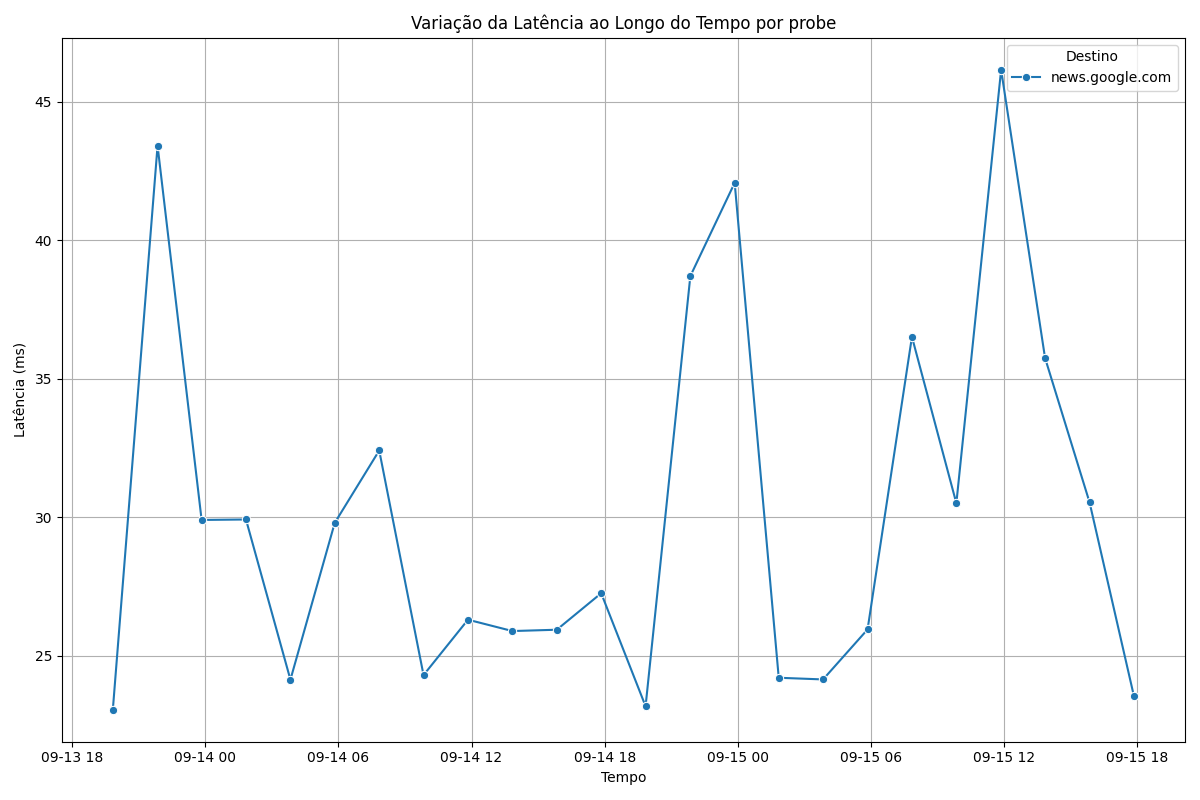 Variação da Latência ao Longo do Tempo por probe
Destino
news.google.com
Latência (ms)
45
40
35
30
25
09-13 18
09-14 00
09-14 06
09-14 12
09-14 18
09-15 00
09-15 06
09-15 12
09-15 18
Tempo